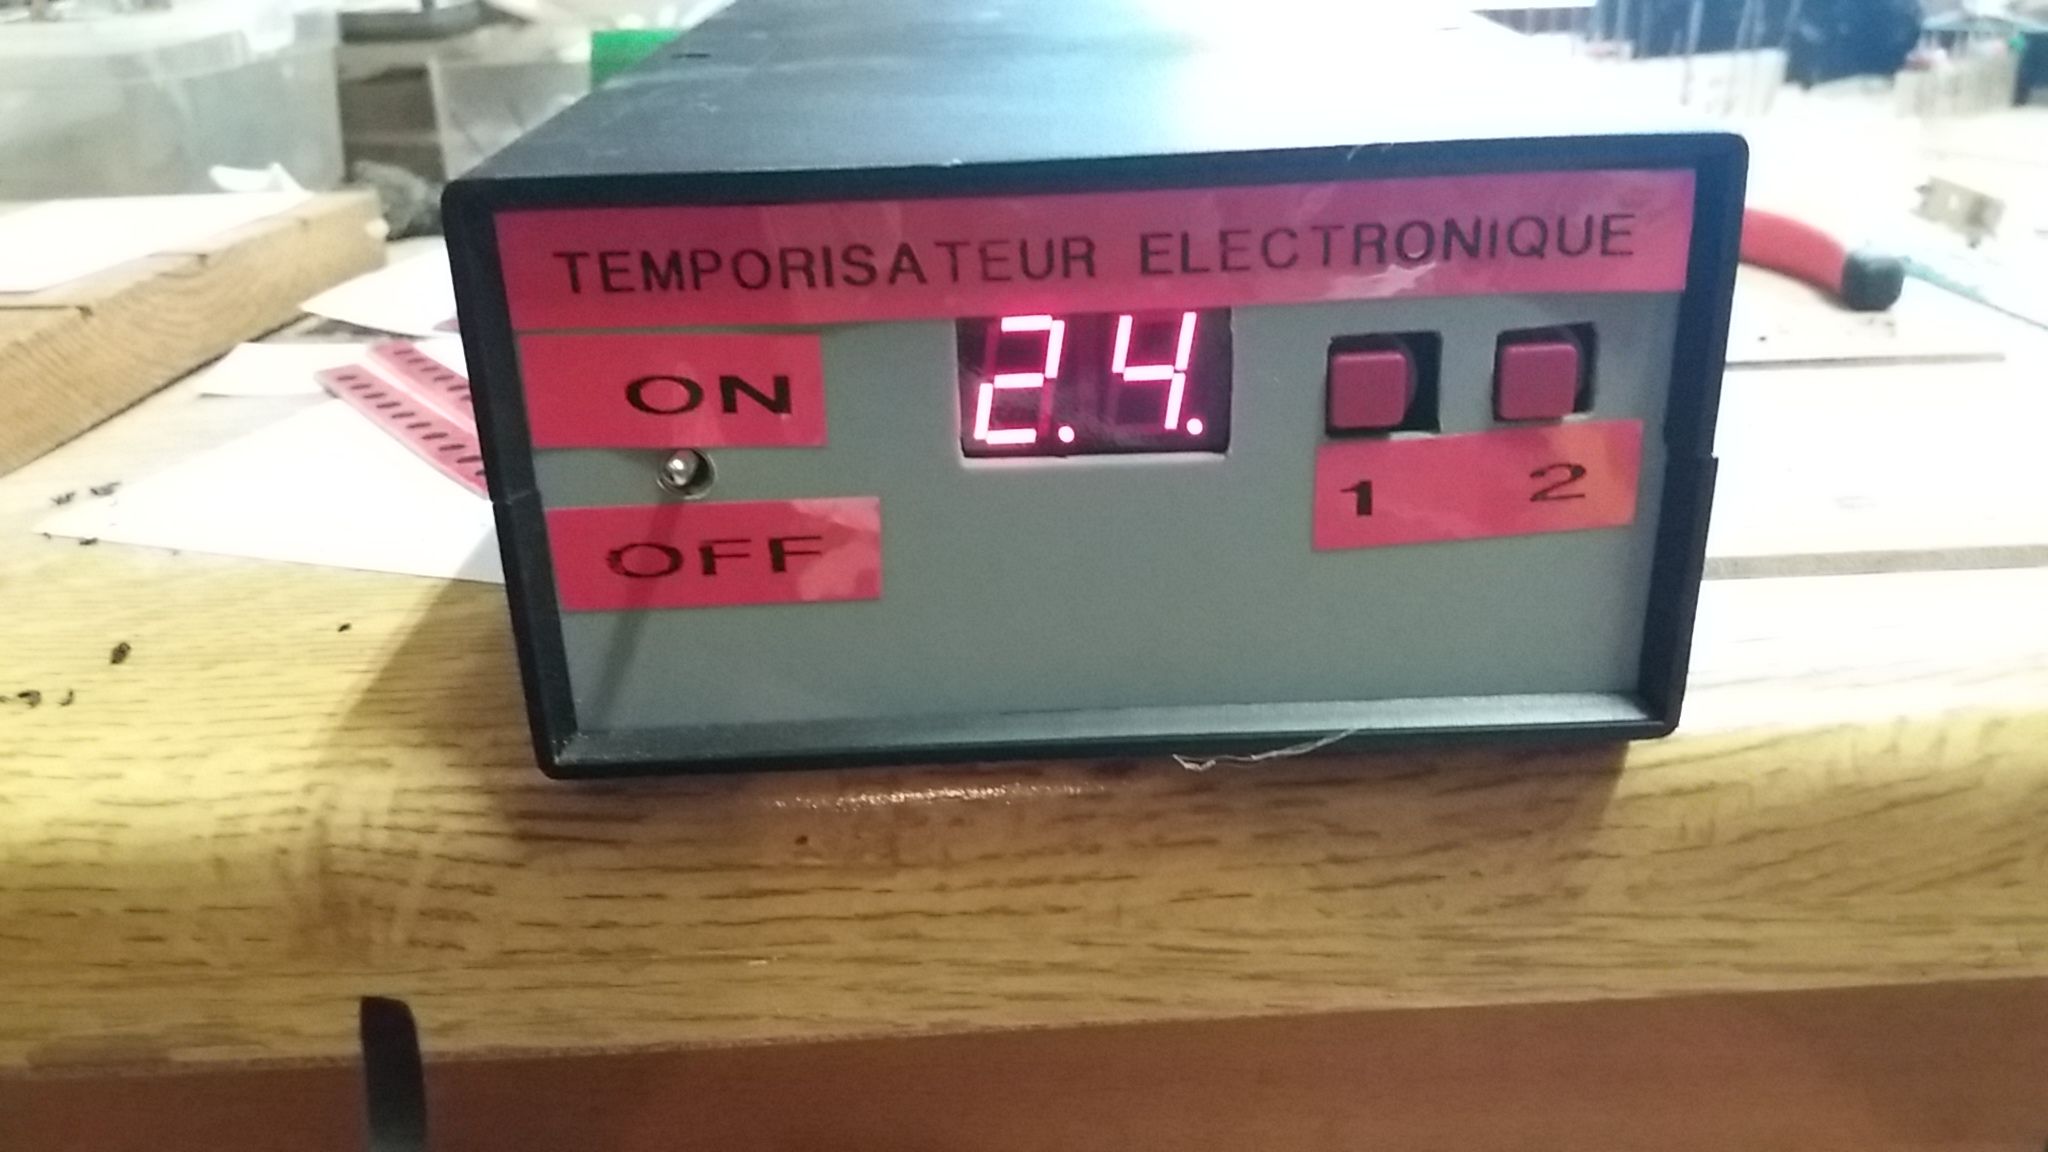 TEMPORISATEUR ELECTRONIQUE
ON
2.4.
1 2
OFF